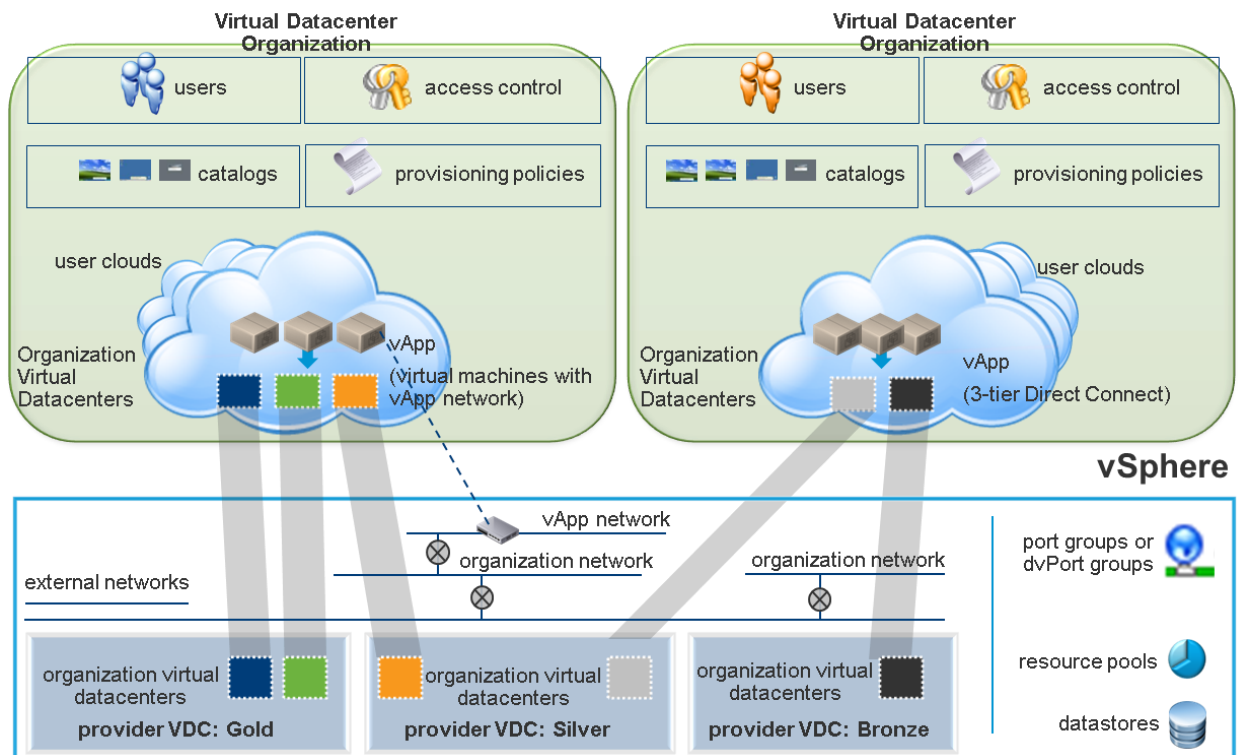 Virtual Datacenter
Organization
users
access control
catalogs
provisioning policies
user clouds
vApp
(virtual machines with
vApp network)
Organization
Virtual
Datacenters
Virtual Datacenter
Organization
users
access control
catalogs
provisioning policies
user clouds
Organization
Virtual
Datacenters
vApp
(3-tier Direct Connect)
vSphere
vApp network
organization network
organization network
external networks
port groups or
dvPort groups
resource pools
datastores
organization virtual
datacenters
provider VDC: Gold
organization virtual
datacenters
provider VDC: Silver
organization virtual
datacenters
provider VDC: Bronze